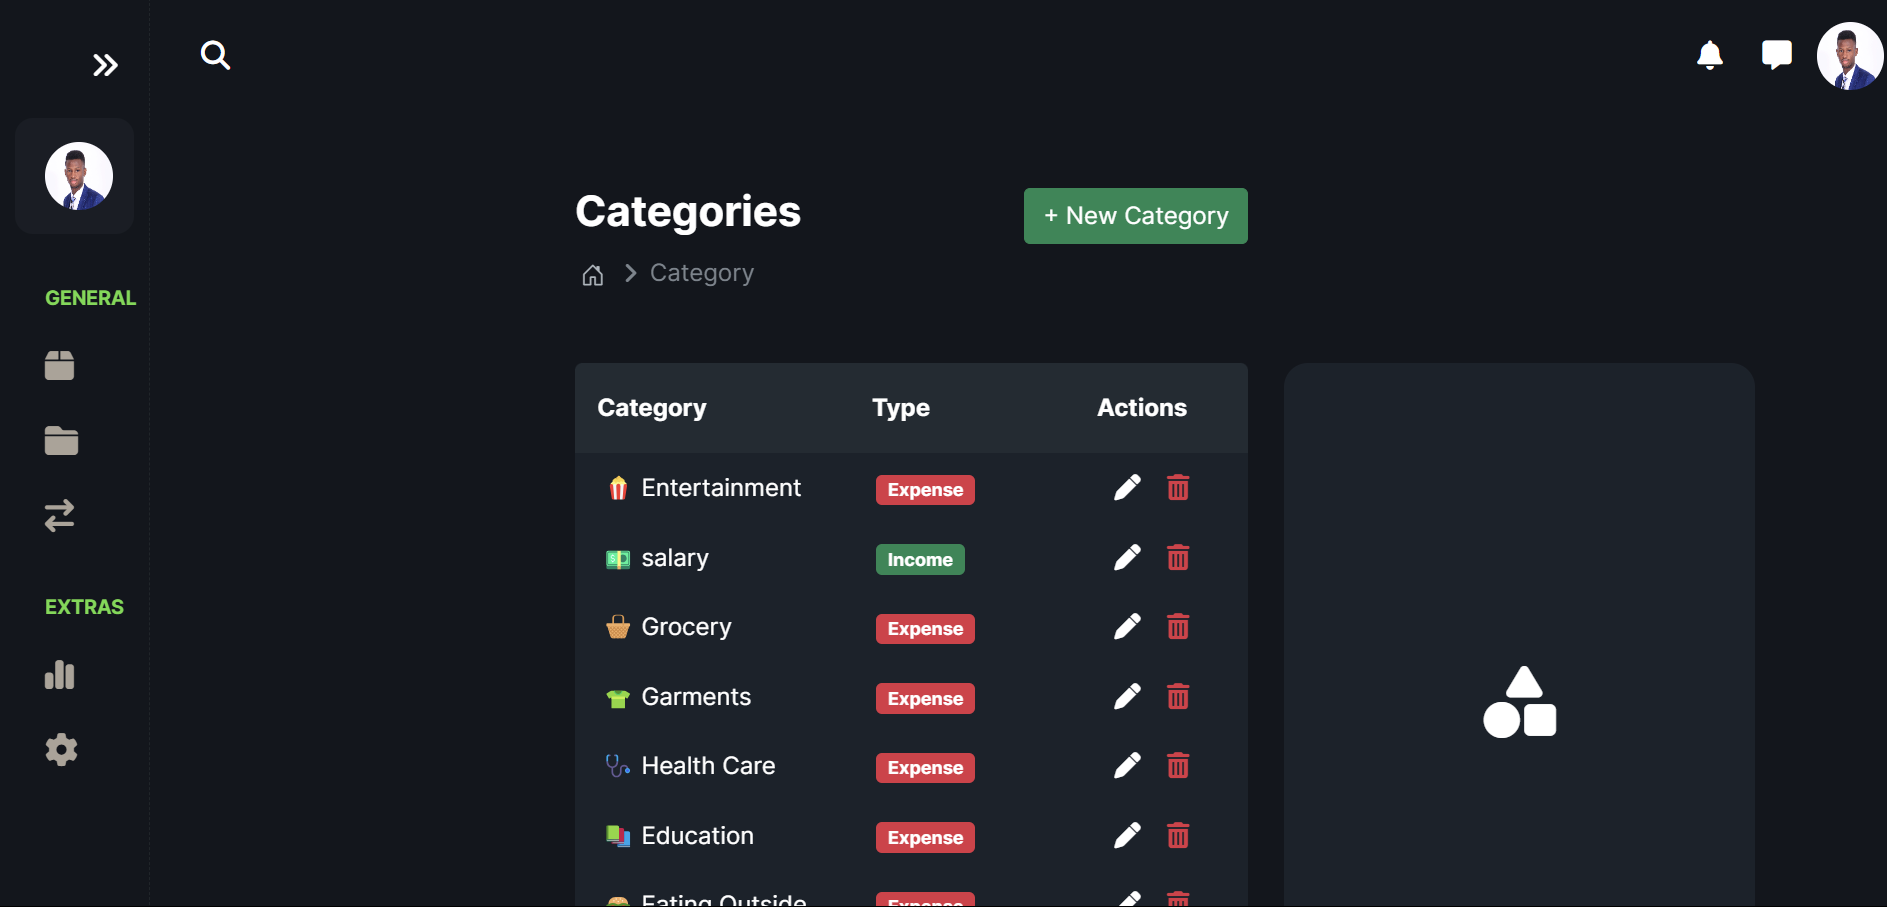 Categories
+ New Category
Category
GENERAL
EXTRAS
Category Type Actions
Entertainment Expense
salary Income
Grocery Expense
Garments Expense
Health Care Expense
Education Expense
Eating Outside Expense